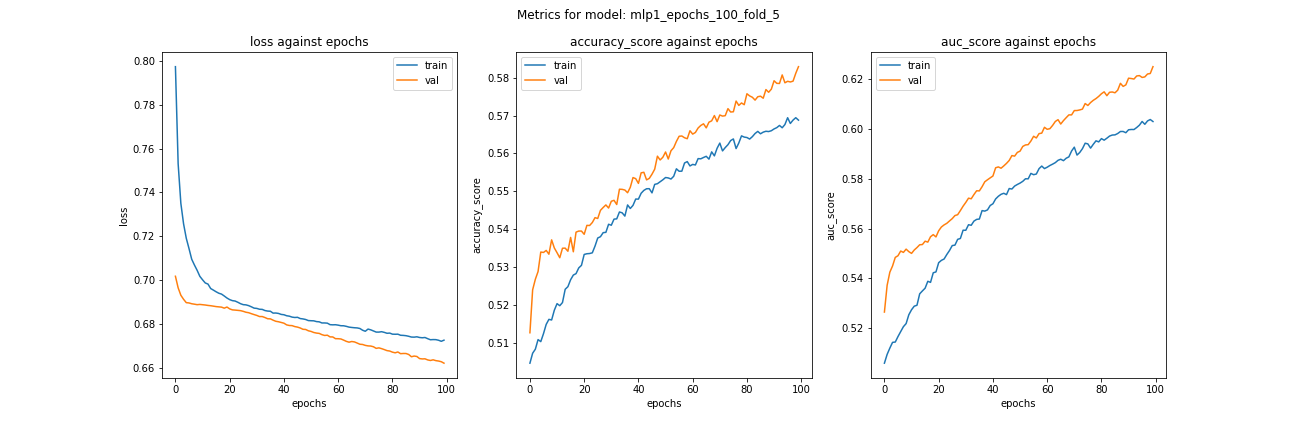 Metrics for model: mlp1_epochs_100_fold_5
loss against epochs
accuracy_score against epochs
auc_score against epochs
train
val
train
val
train
val
0.80
0.78
0.76
0.74
0.72
0.70
0.68
0.66
loss
0
20
40
60
80
100
epochs
0.58
0.57
0.56
0.55
0.54
0.53
0.52
0.51
accuracy_score
0
20
40
60
80
100
epochs
0.62
0.60
0.58
0.56
0.54
0.52
auc_score
0
20
40
60
80
100
epochs